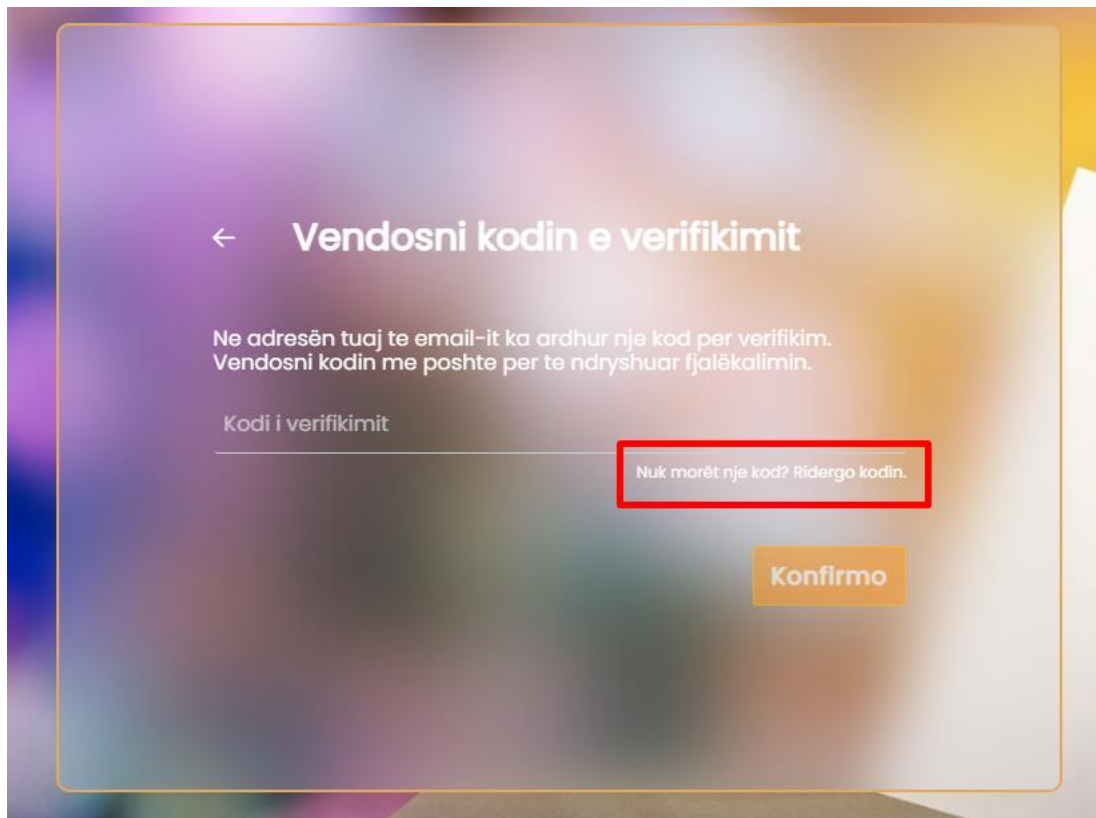 Vendosni kodin e verifikimit
Ne adresën tuaj te email-it ka ardhur nje kod per verifikim.
Vendosni kodin me poshte per te ndryshuar fjalëkalimin.
Kodi i verifikimit
Nuk morët nje kod? Ridergo kodin.
Konfirmo